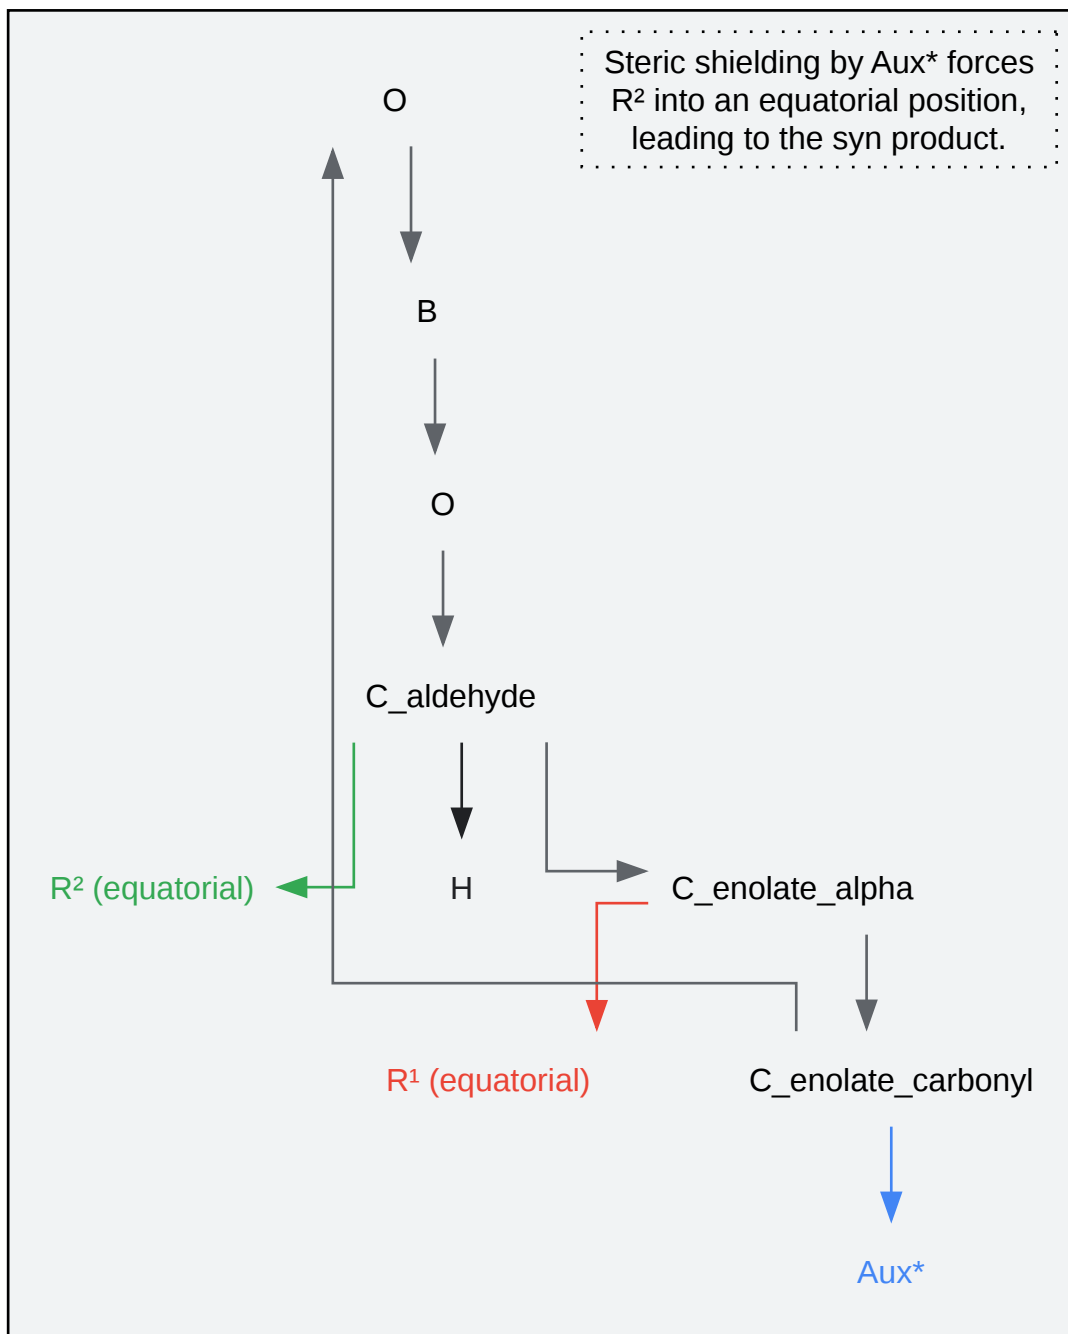 Steric shielding by Aux* forces
R² into an equatorial position,
leading to the syn product.
O
B
O
C_aldehyde
R² (equatorial)
H
C_enolate_alpha
R¹ (equatorial)
C_enolate_carbonyl
Aux*